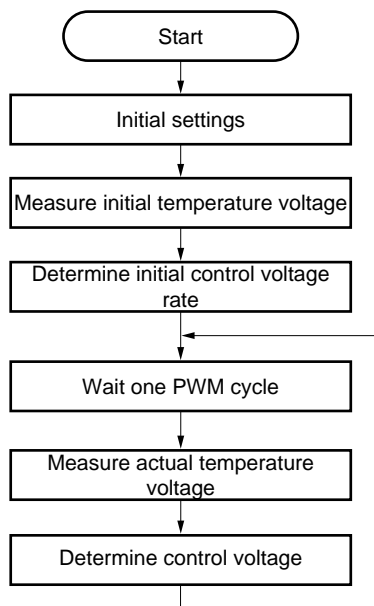 Start
Initial settings
Measure initial temperature voltage
Determine initial control voltage
rate
Wait one PWM cycle
Measure actual temperature
voltage
Determine control voltage